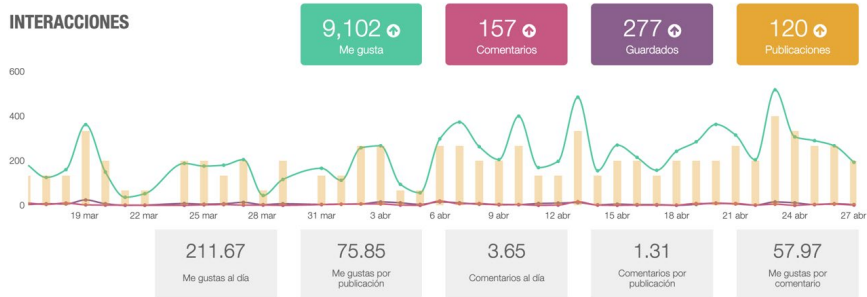 INTERACCIONES
9,102
Me gusta
157
Comentarios
277
Guardados
120
Publicaciones
600
400
200
0
19 mar 22 mar 25 mar 28 mar 31 mar 3 abr 6 abr 9 abr 12 abr 15 abr 18 abr 21 abr 24 abr 27 abr
211.67
Me gustas al día
75.85
Me gustas por
publicación
3.65
Comentarios al día
1.31
Comentarios por
publicación
57.97
Me gustas por
comentario